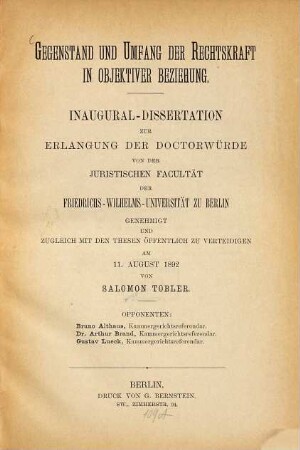 GEGENSTAND UND UMFANG DER RECHTSKRAFT
IN OBJEKTIVER BEZIEHUNG.
INAUGURAL-DISSERTATION
ZUR
ERLANGUNG DER DOCTORWÜRDE
VON DER
JURISTISCHEN FACULTÄT
DER
FRIEDRICHS-WILHELMS-UNIVERSITÄT ZU BERLIN
GENEHMIGT
UND
ZUGLEICH MIT DEN THESEN ÖFFENTLICH ZU VERTEIDIGEN
AM
11. AUGUST 1892
VON
SALOMON TOBLER.
OPPONENTEN:
Bruno Althaus, Kammergerichtsreferendar.
Dr. Arthur Brand, Kammergerichtsreferendar.
Gustav Lueck, Kammergerichtsreferendar.
BERLIN,
DRUCK VON G. BERNSTEIN.
SW., ZIMMERSTR. 94.